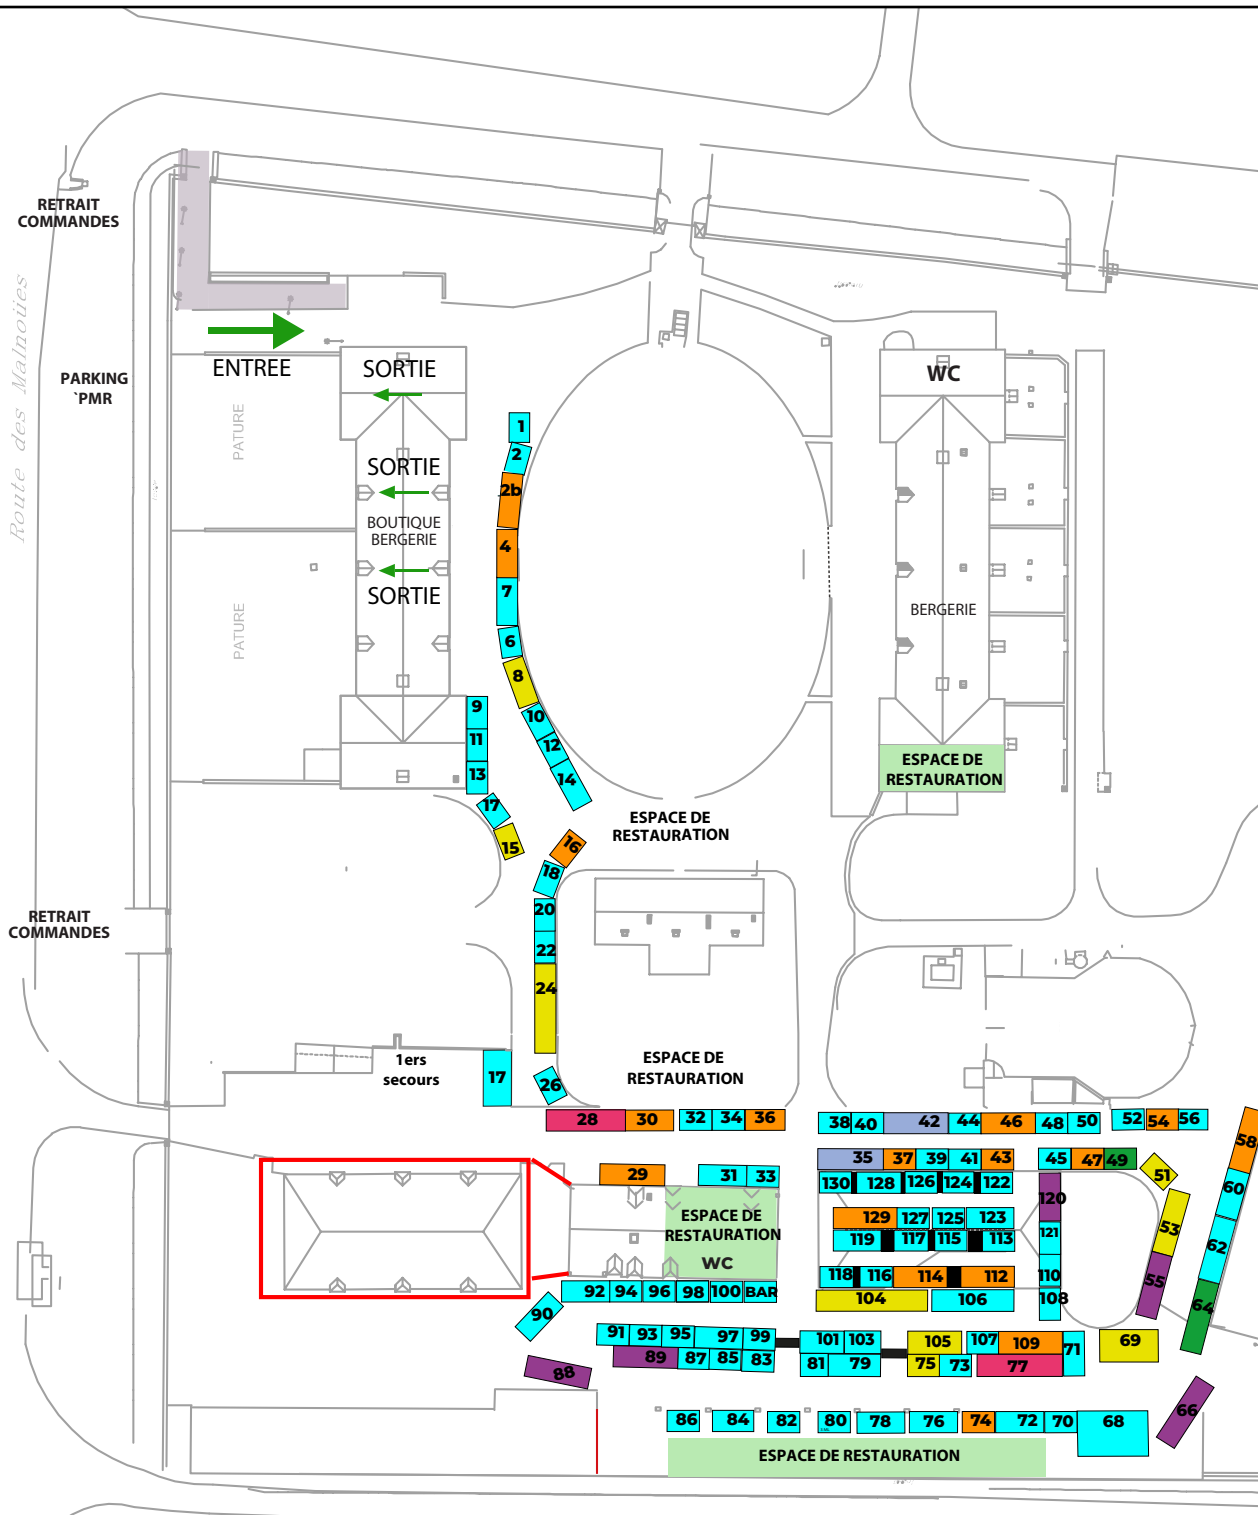 RETRAIT
COMMANDES
Route des Malnoües
ENTREE
SORTIE
WC
PARKING
`PMR
PATURE
1
2
SORTIE
2b
BOUTIQUE
BERGERIE
4
SORTIE
7
BERGERIE
PATURE
6
8
9
10
11
12
13
14
ESPACE DE
RESTAURATION
17
15
16
ESPACE DE
RESTAURATION
18
20
22
24
RETRAIT
COMMANDES
1ers
secours
17
26
ESPACE DE
RESTAURATION
28 30 32 34 36
38 40 42 44 46 48 50 52 54 56
58
29 31 33
35 37 39 41 43 45 47 49
51
60
130 128 126 124 122 120
129 127 125 123
53
119 117 115 113 121
62
ESPACE DE
RESTAURATION
WC
118 116 114 112 110
55
92 94 96 98 100 BAR
104 106 108
64
90
91 93 95 97 99 101 103 105 107 109 71 69
89 87 85 83 81 79 75 73 77
88
66
86 84 82 80 78 76 74 72 70 68
ESPACE DE RESTAURATION